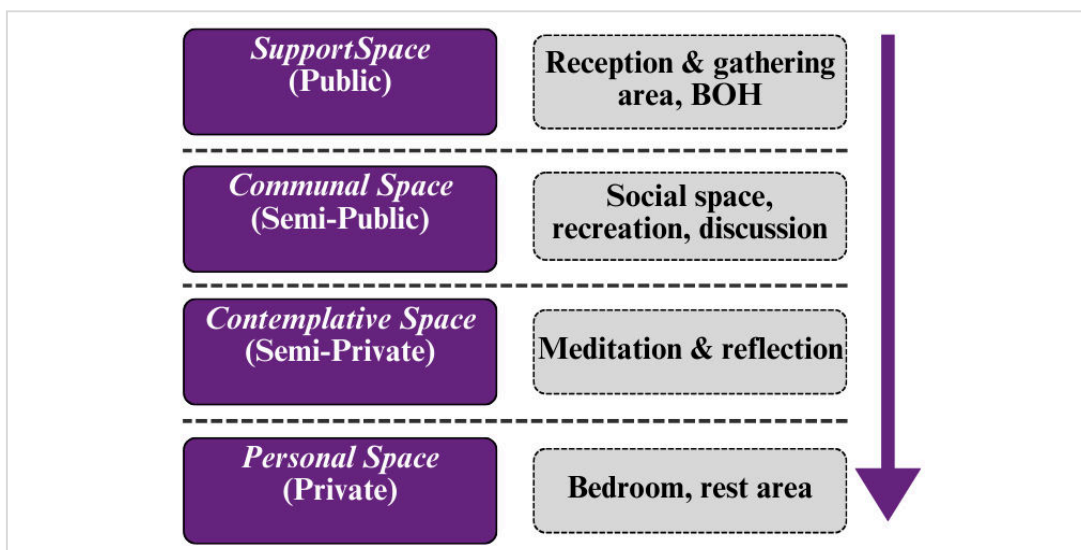 SupportSpace
(Public)
Reception & gathering
area, BOH
Communal Space
(Semi-Public)
Social space,
recreation, discussion
Contemplative Space
(Semi-Private)
Meditation & reflection
Personal Space
(Private)
Bedroom, rest area